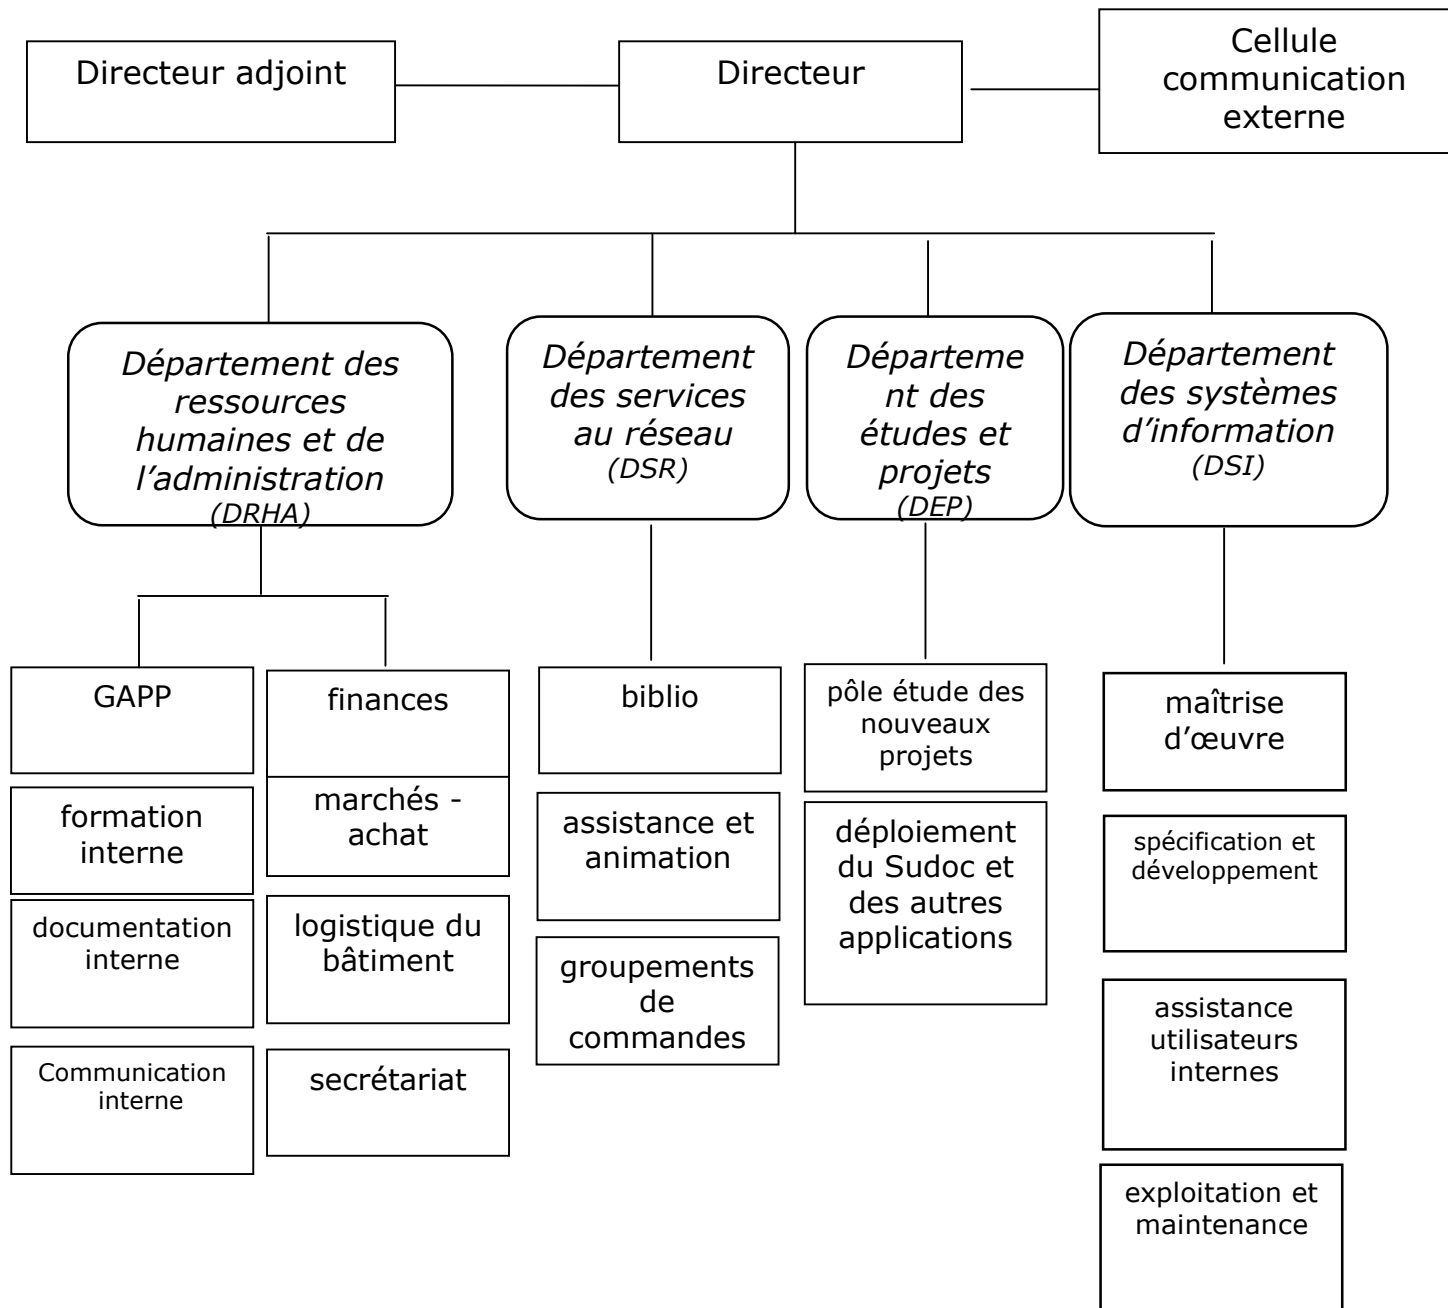 Directeur adjoint
Directeur
Cellule
communication
externe
Département des
ressources
humaines et de
l’administration
(DRHA)
Département
des services
au réseau
(DSR)
Départeme
nt des
études et
projets
(DEP)
Département
des systèmes
d’information
(DSI)
GAPP
formation
interne
documentation
interne
Communication
interne
finances
marchés -
achat
logistique du
bâtiment
secrétariat
biblio
assistance et
animation
groupements
de
commandes
pôle étude des
nouveaux
projets
déploiement
du Sudoc et
des autres
applications
maîtrise
d’œuvre
spécification et
développement
assistance
utilisateurs
internes
exploitation et
maintenance